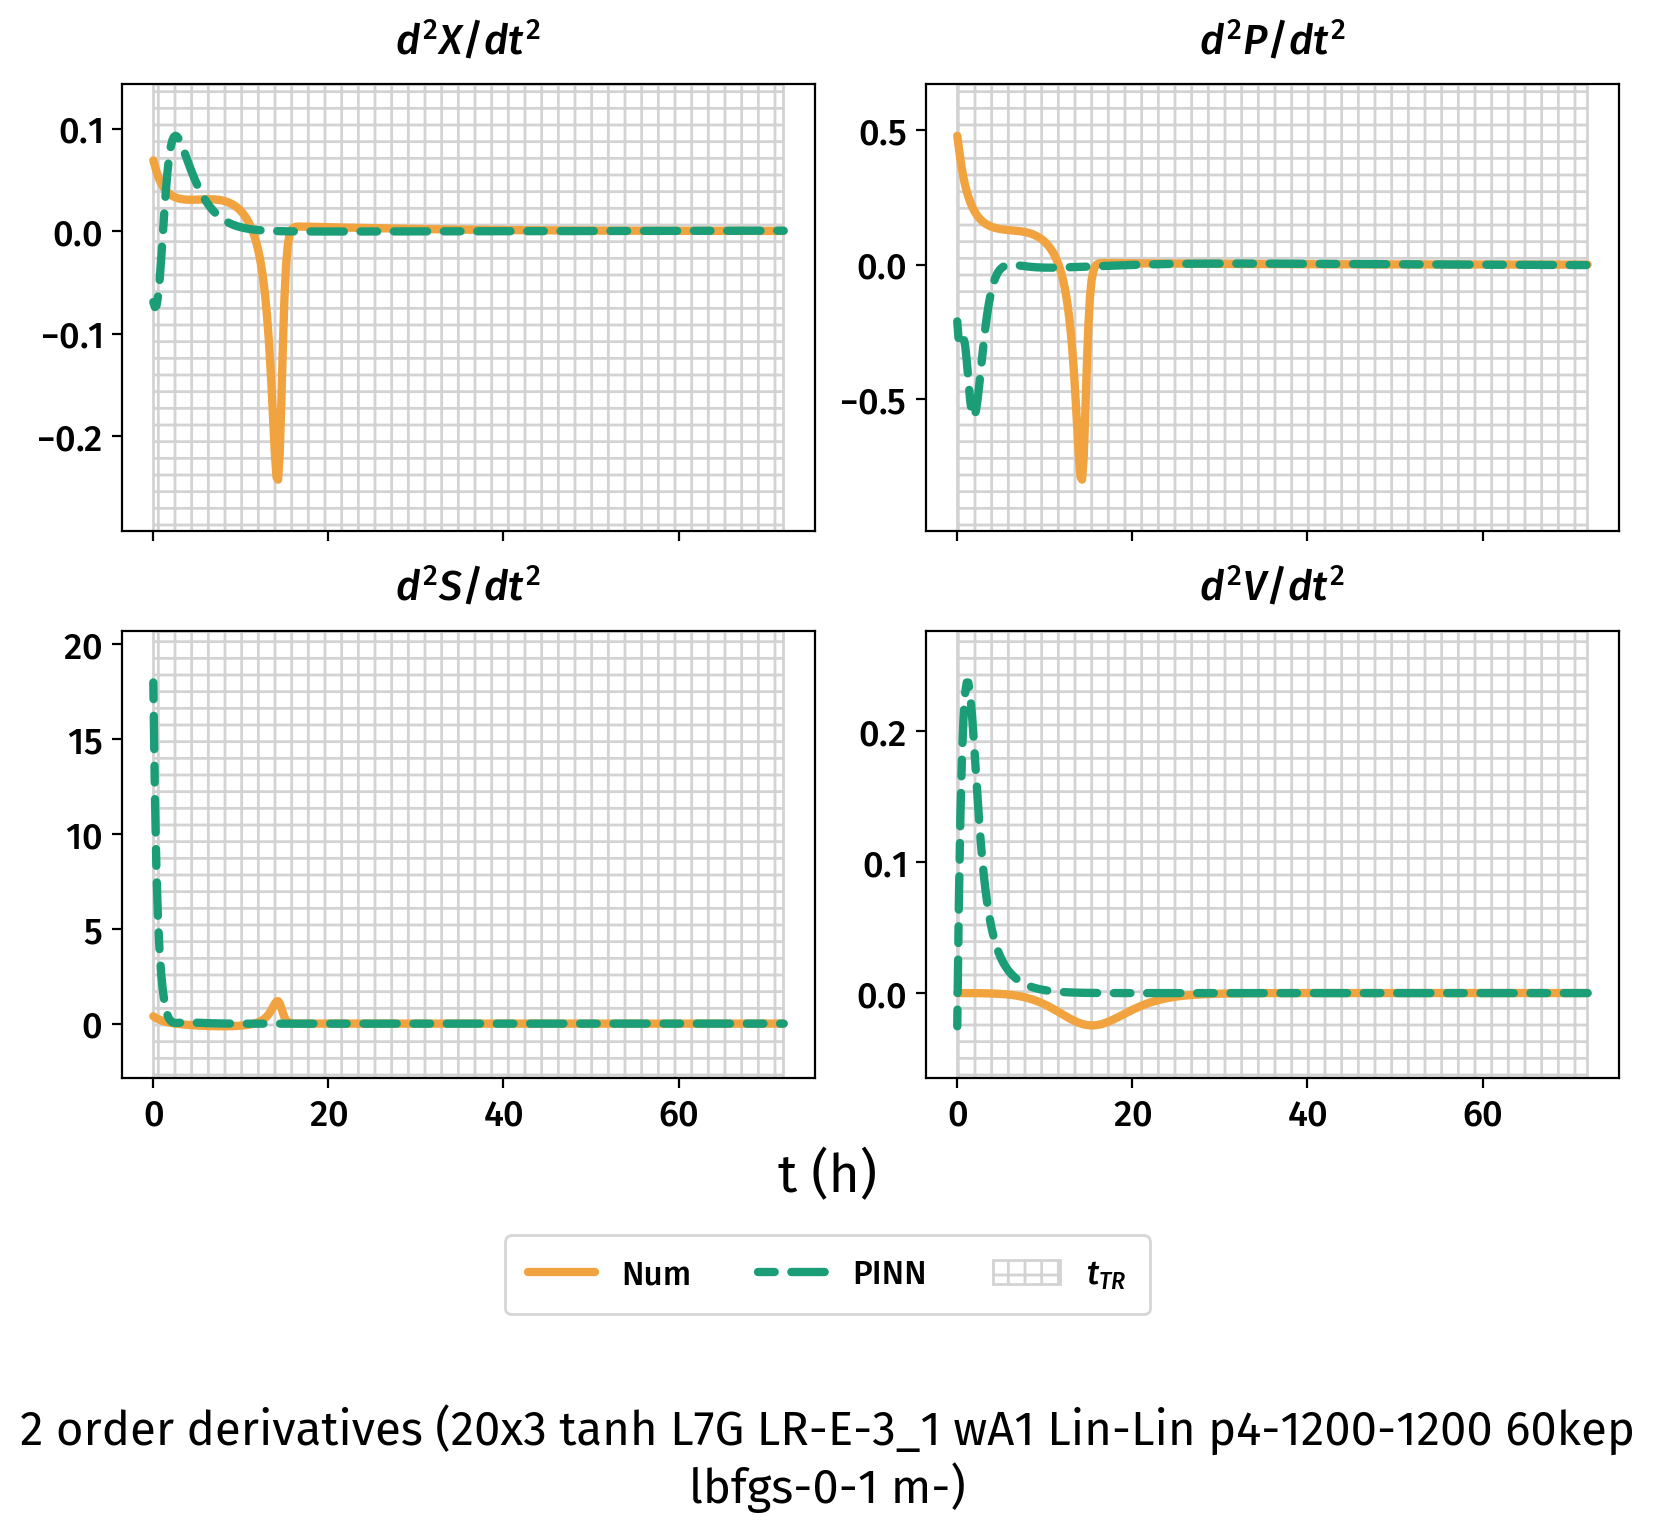 d²X/dt²
d²P/dt²
0.1
0.0
−0.1
−0.2
0.5
0.0
−0.5
d²S/dt²
d²V/dt²
20
15
10
5
0
0.2
0.1
0.0
0 20 40 60
0 20 40 60
t (h)
Num PINN t_TR
2 order derivatives (20x3 tanh L7G LR-E-3_1 wA1 Lin-Lin p4-1200-1200 60kep
lbfgs-0-1 m-)